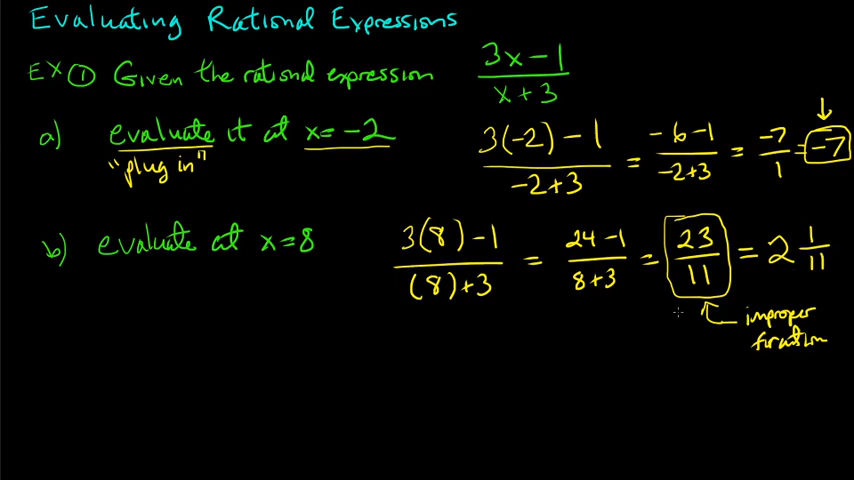 Evaluating Rational Expressions
EX ① Given the rational expression (3x-1)/(x+3)
a) evaluate it at x=-2
"plug in"
(3(-2)-1)/(-2+3) = (-6-1)/(-2+3) = -7/1 = -7
b) evaluate at x=8
(3(8)-1)/((8)+3) = (24-1)/(8+3) = 23/11 = 2 1/11
improper
fraction